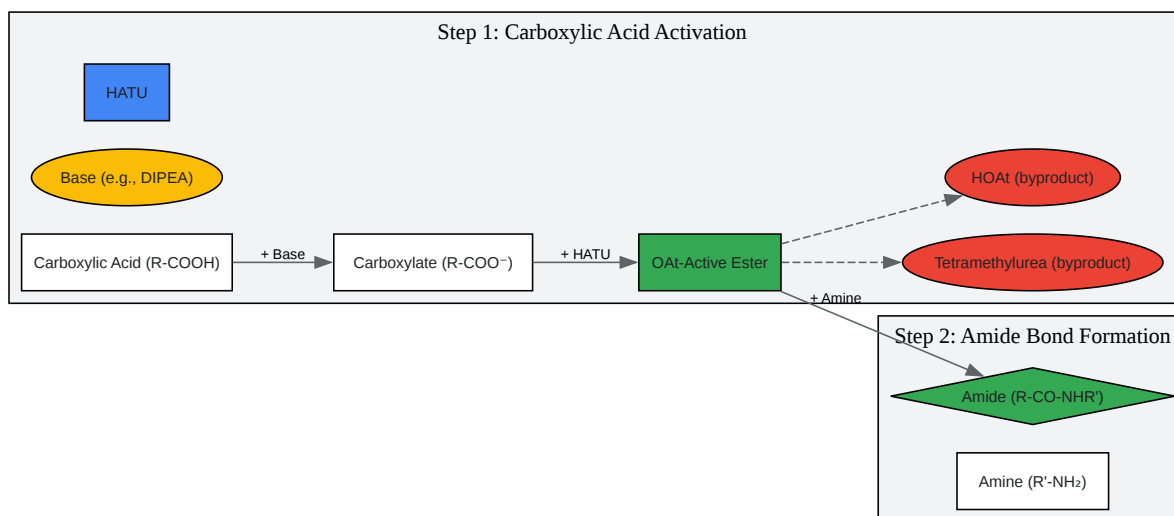 Step 1: Carboxylic Acid Activation
HATU
Base (e.g., DIPEA)
HOAt (byproduct)
Carboxylic Acid (R-COOH)
+ Base
Carboxylate (R-COO⁻)
+ HATU
OAt-Active Ester
Tetramethylurea (byproduct)
+ Amine
Step 2: Amide Bond Formation
Amide (R-CO-NHR')
Amine (R'-NH₂)